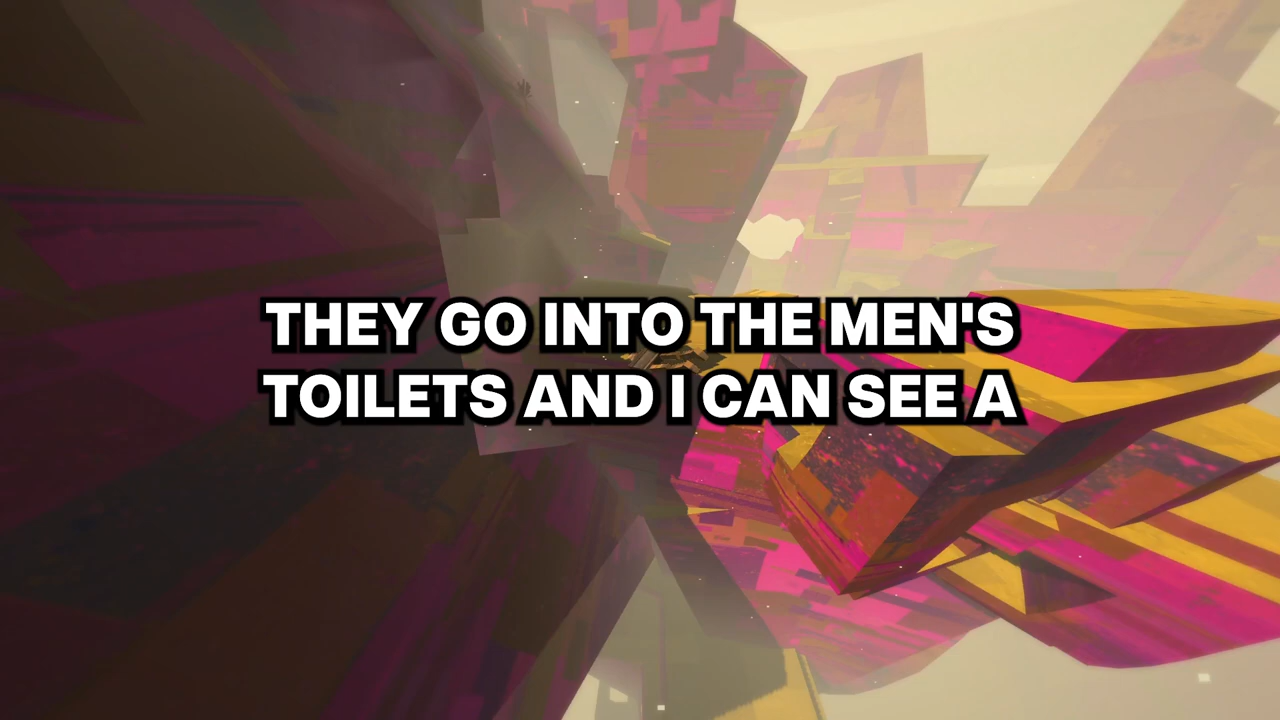 THEY GO INTO THE MEN'S
TOILETS AND I CAN SEE A